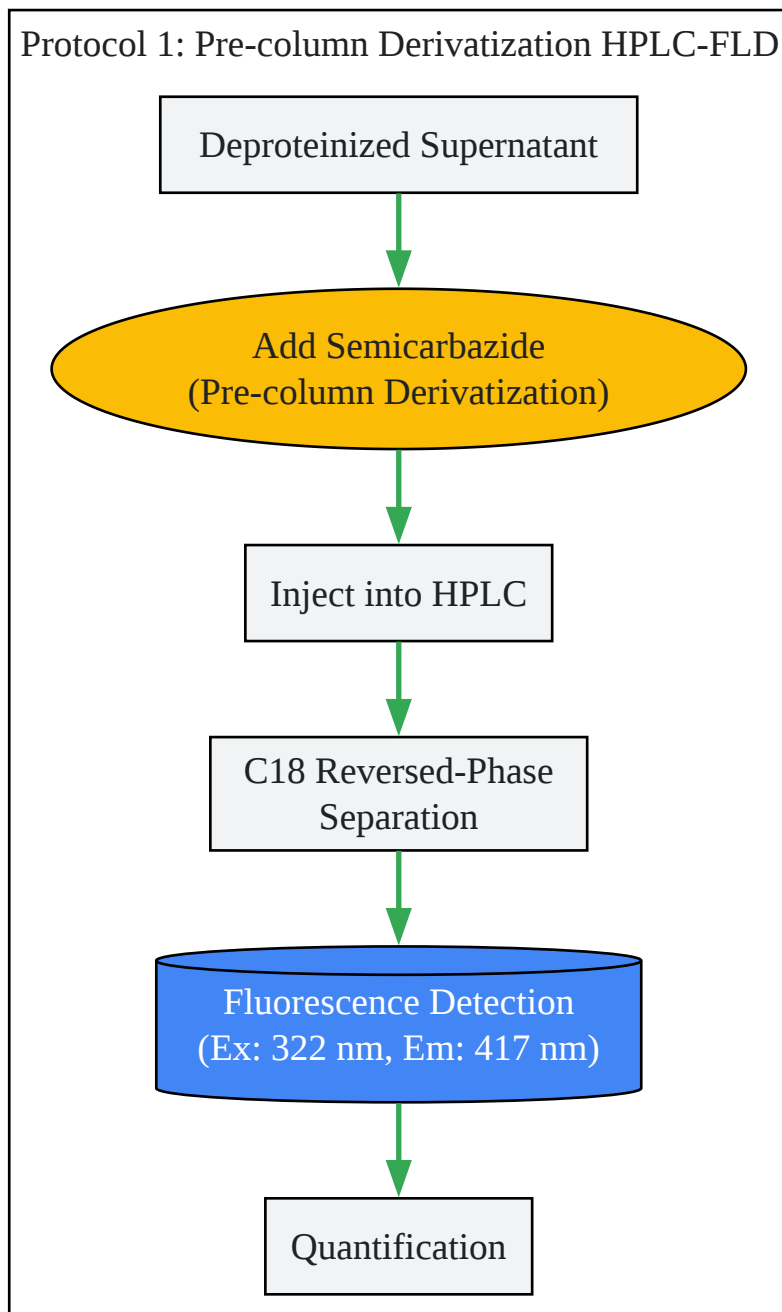 Protocol 1: Pre-column Derivatization HPLC-FLD
Deproteinized Supernatant
Add Semicarbazide
(Pre-column Derivatization)
Inject into HPLC
C18 Reversed-Phase
Separation
Fluorescence Detection
(Ex: 322 nm, Em: 417 nm)
Quantification